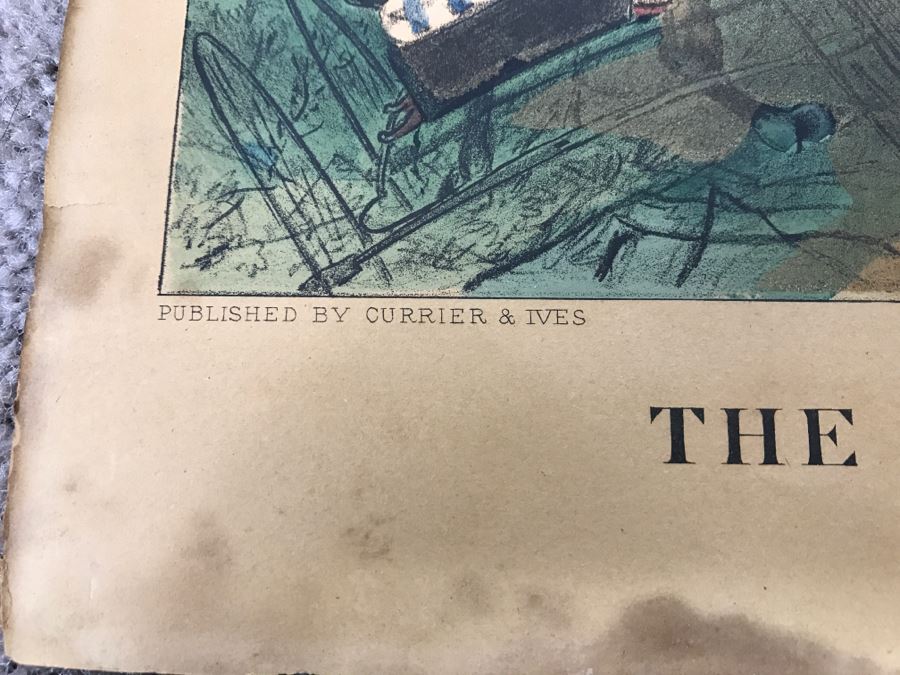 PUBLISHED BY CURRIER & IVES
THE